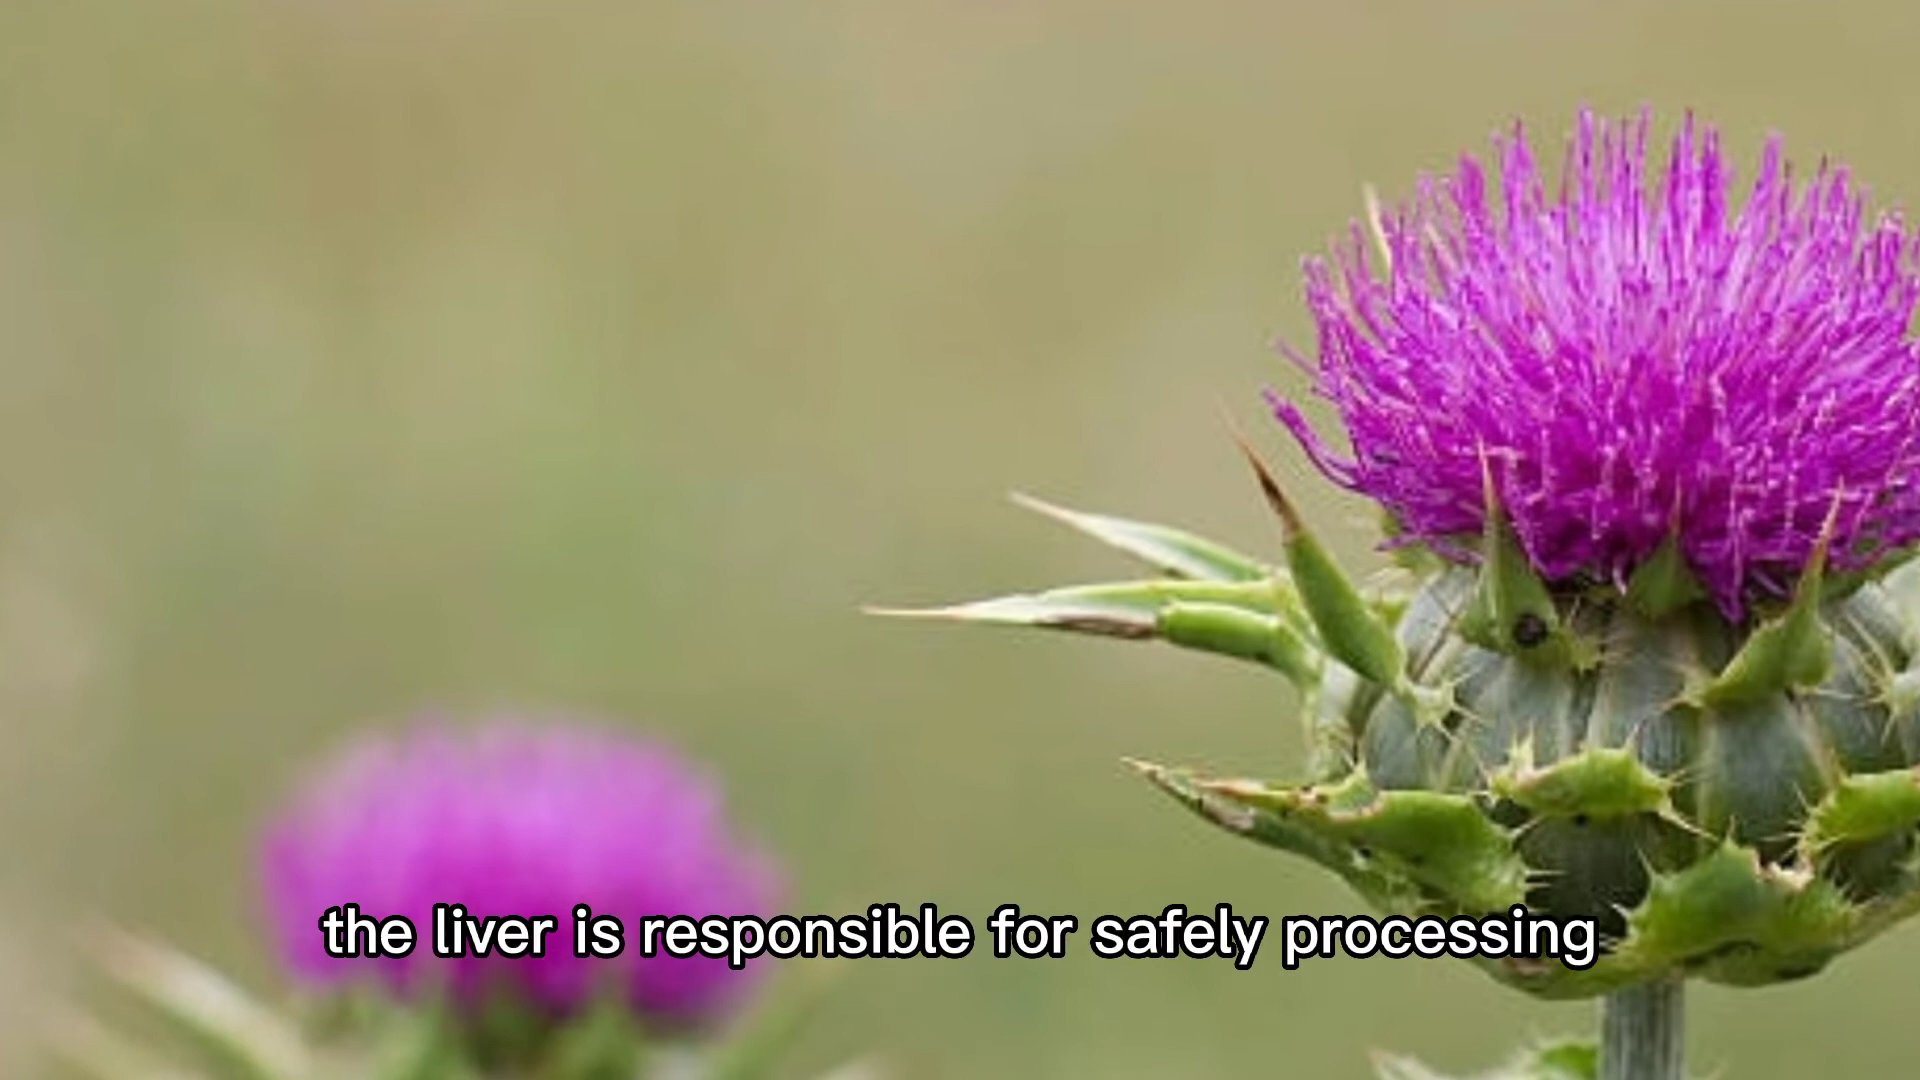 the liver is responsible for safely processing